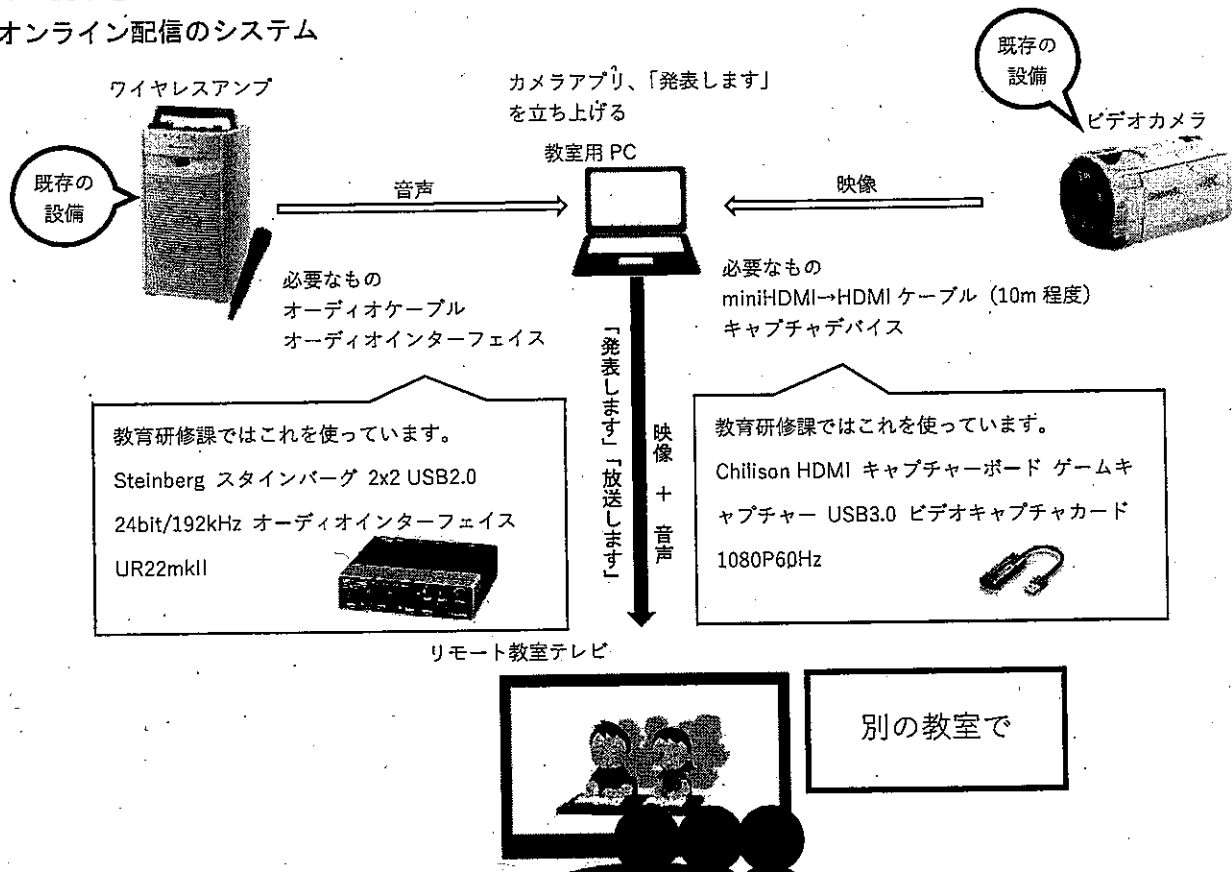 オンライン配信のシステム
既存の
設備
ワイヤレスアンプ
カメラアプリ、「発表します」
を立ち上げる
ビデオカメラ
教室用 PC
既存の
設備
音声
映像
必要なもの
オーディオケーブル
オーディオインターフェイス
必要なもの
miniHDMI→HDMI ケーブル (10m 程度)
キャプチャデバイス
「発表します」「放送します」
映像 + 音声
教育研修課ではこれを使っています。
Steinberg スタインバーグ 2x2 USB2.0
24bit/192kHz オーディオインターフェイス
UR22mkII
教育研修課ではこれを使っています。
Chilison HDMI キャプチャーボード ゲームキ
ャプチャー USB3.0 ビデオキャプチャカード
1080P60Hz
リモート教室テレビ
別の教室で